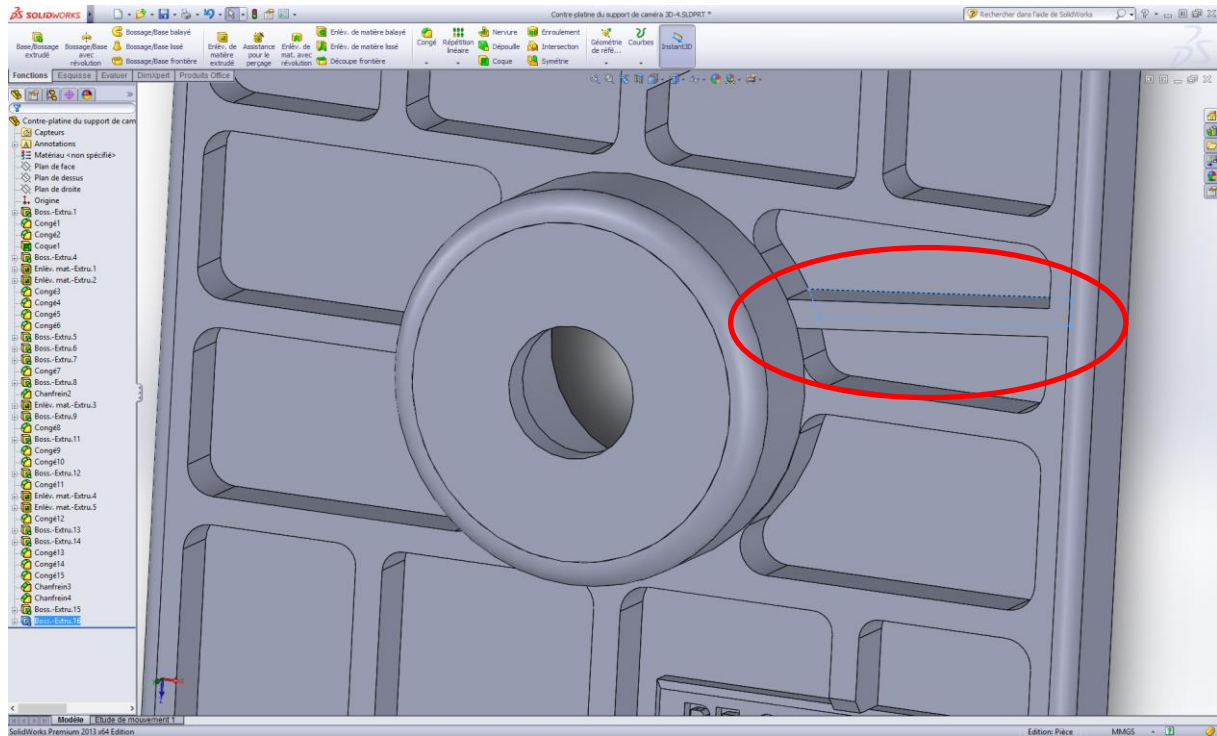 SOLIDWORKS
Contre-platine du support de caméra 3D-4.SLDPRT *
Rechercher dans l'aide de SolidWorks
Base/Bossage extrudé
Bossage/Base avec révolution
Bossage/Base balayé
Bossage/Base lissé
Bossage/Base frontière
Enlèv. de matière extrudé
Assistance pour le perçage
Enlèv. de mat. avec révolution
Enlèv. de matière balayé
Enlèv. de matière lissé
Découpe frontière
Congé
Répétition linéaire
Nervure
Dépouille
Coque
Enroulement
Intersection
Symétrie
Géométrie de référ...
Courbes
Instant3D
Fonctions
Esquisse
Evaluer
DimXpert
Produits Office
Contre-platine du support de cam
Capteurs
Annotations
Matériau <non spécifié>
Plan de face
Plan de dessus
Plan de droite
Origine
Boss.-Extru.1
Congé1
Congé2
Coque1
Boss.-Extru.4
Enlèv. mat.-Extru.1
Enlèv. mat.-Extru.2
Congé3
Congé4
Congé5
Congé6
Boss.-Extru.5
Boss.-Extru.6
Boss.-Extru.7
Congé7
Boss.-Extru.8
Chanfrein2
Enlèv. mat.-Extru.3
Boss.-Extru.9
Congé8
Boss.-Extru.11
Congé9
Congé10
Boss.-Extru.12
Congé11
Enlèv. mat.-Extru.4
Enlèv. mat.-Extru.5
Congé12
Boss.-Extru.13
Boss.-Extru.14
Congé13
Congé14
Congé15
Chanfrein3
Chanfrein4
Boss.-Extru.15
Boss.-Extru.16
Modèle
Etude de mouvement 1
SolidWorks Premium 2013 x64 Edition
Edition: Pièce
MMGS